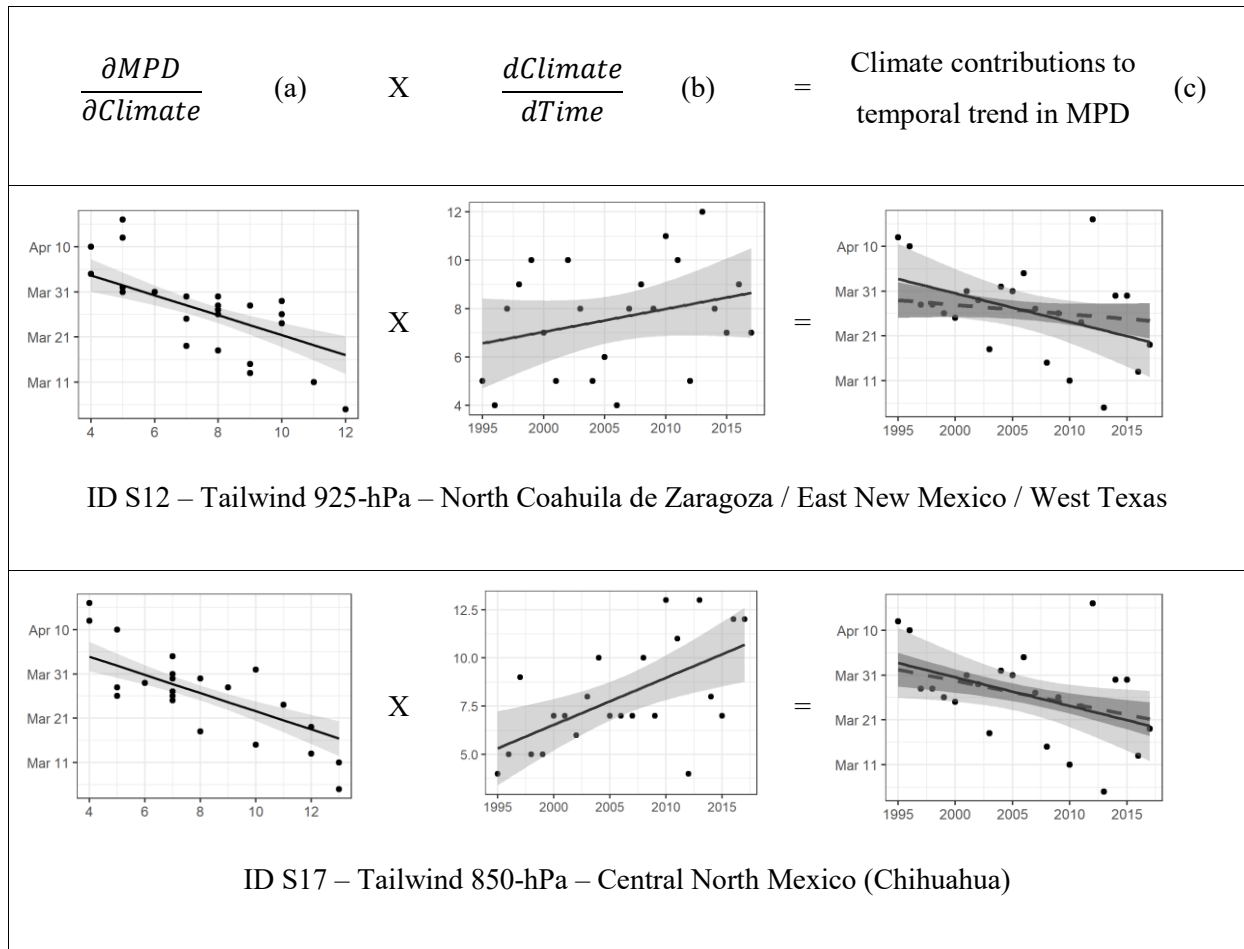 ∂MPD (a) X dClimate (b) = Climate contributions to
∂Climate dTime temporal trend in MPD (c)
Apr 10
Mar 31
Mar 21
Mar 11
4 6 8 10 12
X
12
10
8
6
4
1995 2000 2005 2010 2015
=
Apr 10
Mar 31
Mar 21
Mar 11
1995 2000 2005 2010 2015
ID S12 – Tailwind 925-hPa – North Coahuila de Zaragoza / East New Mexico / West Texas
Apr 10
Mar 31
Mar 21
Mar 11
4 6 8 10 12
X
12.5
10.0
7.5
5.0
1995 2000 2005 2010 2015
=
Apr 10
Mar 31
Mar 21
Mar 11
1995 2000 2005 2010 2015
ID S17 – Tailwind 850-hPa – Central North Mexico (Chihuahua)